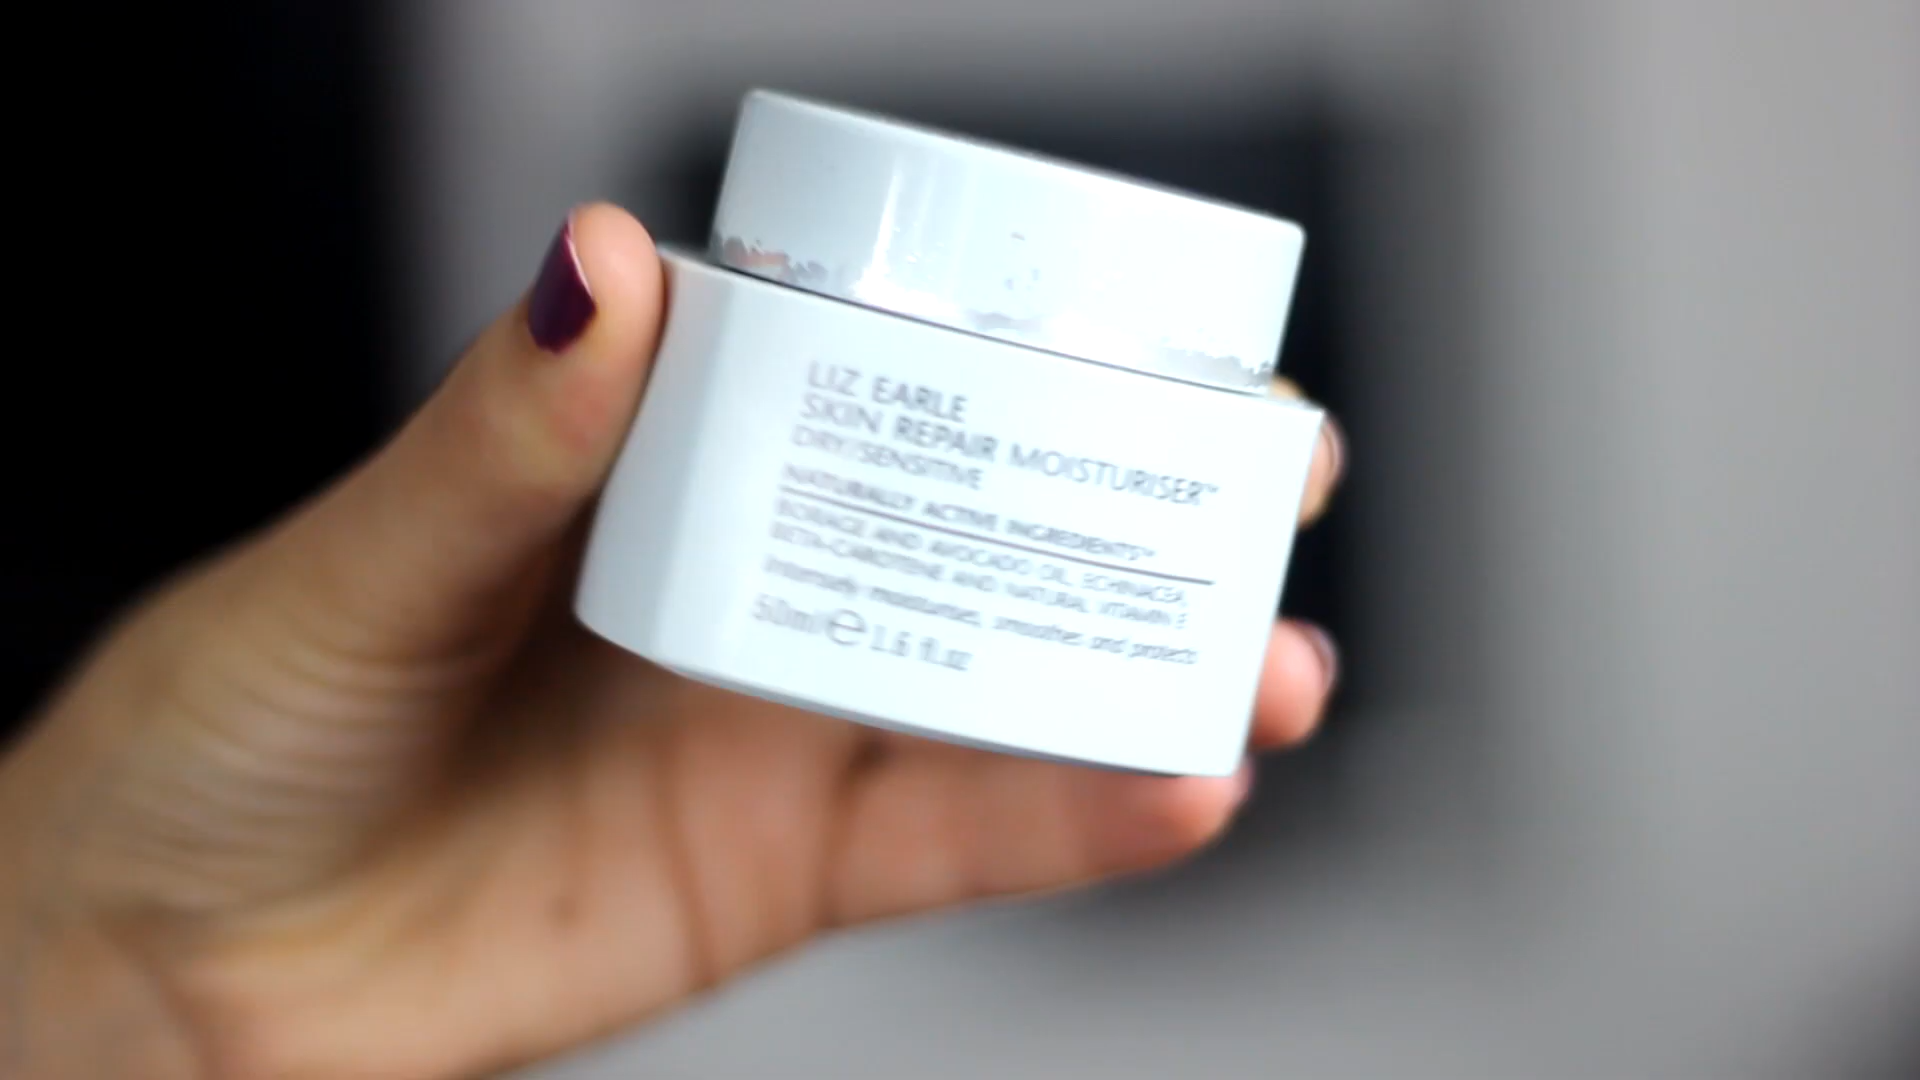 LIZ EARLE
SKIN REPAIR MOISTURISER™
DRY/SENSITIVE
NATURALLY ACTIVE INGREDIENTS™
BORAGE AND AVOCADO OIL, ECHINACEA,
BETA-CAROTENE AND NATURAL VITAMIN E
Intensely moisturises, smoothes and protects
50ml e 1.6 fl.oz